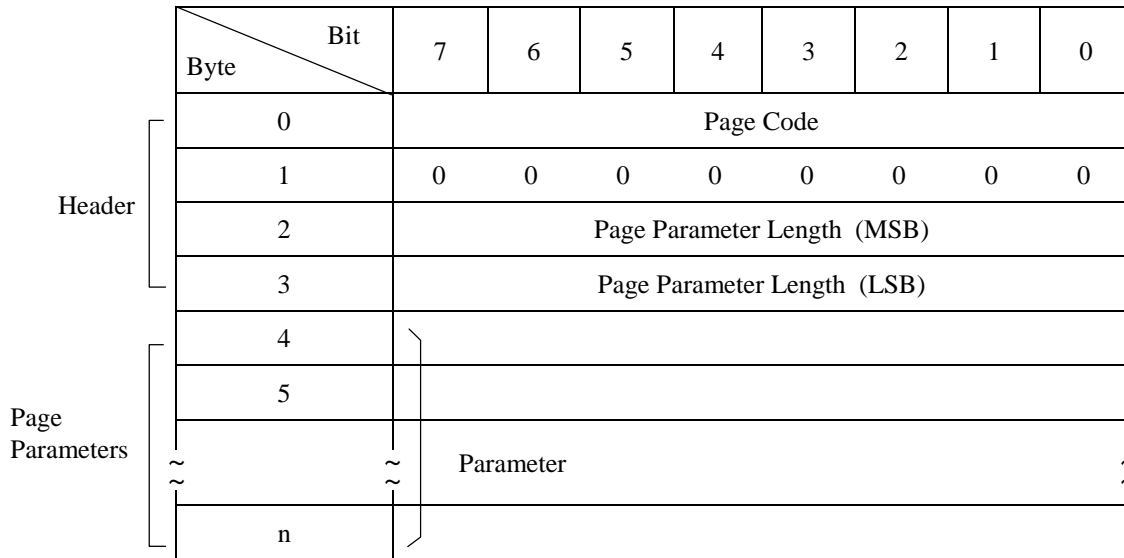 Bit
Byte
7 6 5 4 3 2 1 0
0 Page Code
1 0 0 0 0 0 0 0 0
Header
2 Page Parameter Length (MSB)
3 Page Parameter Length (LSB)
4
5
Page
Parameters
~ ~ Parameter ~
~ ~ ~
n